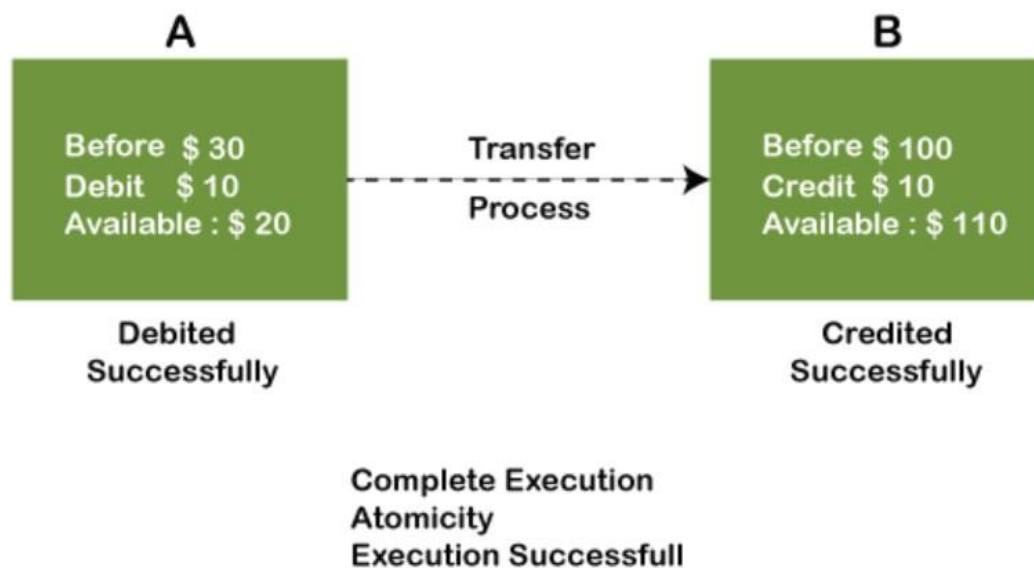 A
B
Before $ 30
Debit $ 10
Available : $ 20
Transfer
Process
Before $ 100
Credit $ 10
Available : $ 110
Debited
Successfully
Credited
Successfully
Complete Execution
Atomicity
Execution Successfull